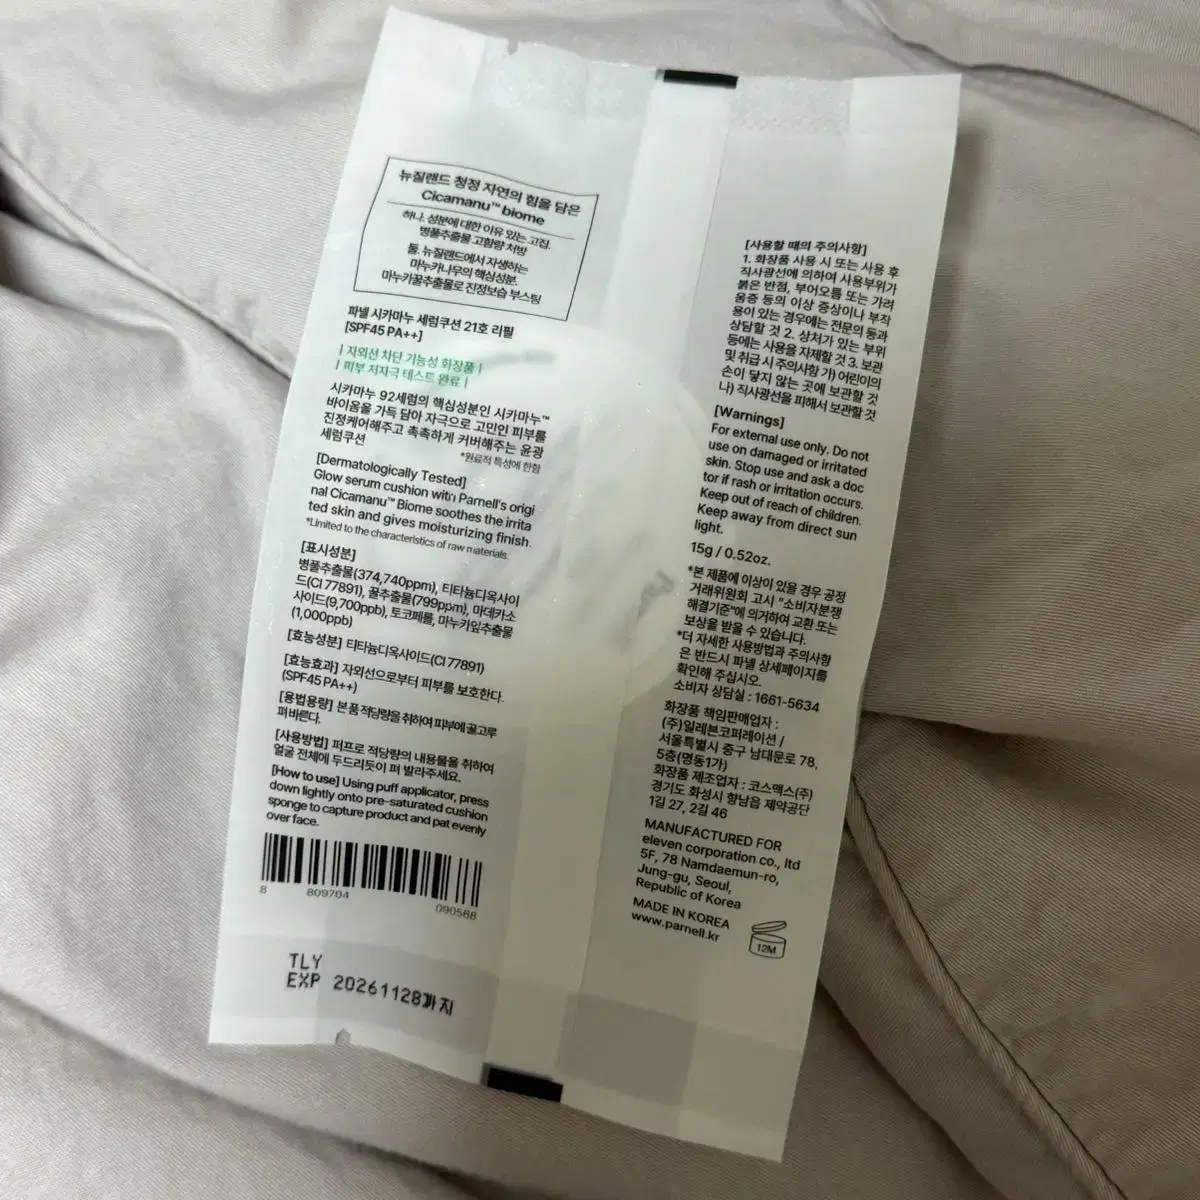 뉴질랜드 청정 자연의 힘을 담은
Cicamanu™ biome
하나. 성분에 대한 이유 있는 고집.
병풀추출물 고함량 처방
둘. 뉴질랜드에서 자생하는
마누카나무의 핵심성분.
마누카꿀추출물로 진정보습 부스팅
파넬 시카마누 세럼쿠션 21호 리필
[SPF45 PA++]
| 자외선 차단 기능성 화장품 |
| 피부 저자극 테스트 완료 |
시카마누 92세럼의 핵심성분인 시카마누™
바이옴을 가득 담아 자극으로 고민인 피부를
진정케어해주고 촉촉하게 커버해주는 윤광
세럼쿠션
*원료적 특성에 한함
[Dermatologically Tested]
Glow serum cushion with Parnell's origi
nal Cicamanu™ Biome soothes the irrita
ted skin and gives moisturizing finish.
*Limited to the characteristics of raw materials.
[표시성분]
병풀추출물(374,740ppm), 티타늄디옥사이
드(CI 77891), 꿀추출물(799ppm), 마데카소
사이드(9,700ppb), 토코페롤, 마누카잎추출물
(1,000ppb)
[효능성분] 티타늄디옥사이드(CI 77891)
[효능효과] 자외선으로부터 피부를 보호한다.
(SPF45 PA++)
[용법용량] 본품 적당량을 취하여 피부에 골고루
펴바른다.
[사용방법] 퍼프로 적당량의 내용물을 취하여
얼굴 전체에 두드리듯이 펴 발라주세요.
[How to use] Using puff applicator, press
down lightly onto pre-saturated cushion
sponge to capture product and pat evenly
over face.
8 809704 090568
TLY
EXP 20261128까지
[사용할 때의 주의사항]
1. 화장품 사용 시 또는 사용 후
직사광선에 의하여 사용부위가
붉은 반점, 부어오름 또는 가려
움증 등의 이상 증상이나 부작
용이 있는 경우에는 전문의 등과
상담할 것 2. 상처가 있는 부위
등에는 사용을 자제할 것 3. 보관
및 취급 시 주의사항 가) 어린이의
손이 닿지 않는 곳에 보관할 것
나) 직사광선을 피해서 보관할 것
[Warnings]
For external use only. Do not
use on damaged or irritated
skin. Stop use and ask a doc
tor if rash or irritation occurs.
Keep out of reach of children.
Keep away from direct sun
light.
15g / 0.52oz.
*본 제품에 이상이 있을 경우 공정
거래위원회 고시 "소비자분쟁
해결기준"에 의거하여 교환 또는
보상을 받을 수 있습니다.
*더 자세한 사용방법과 주의사항
은 반드시 파넬 상세페이지를
확인해 주십시오.
소비자 상담실 : 1661-5634
화장품 책임판매업자 :
(주)일레븐코퍼레이션 /
서울특별시 중구 남대문로 78,
5층(명동1가)
화장품 제조업자 : 코스맥스(주)
경기도 화성시 향남읍 제약공단
1길 27, 2길 46
MANUFACTURED FOR
eleven corporation co., ltd
5F, 78 Namdaemun-ro,
Jung-gu, Seoul,
Republic of Korea
MADE IN KOREA
www.parnell.kr
12M